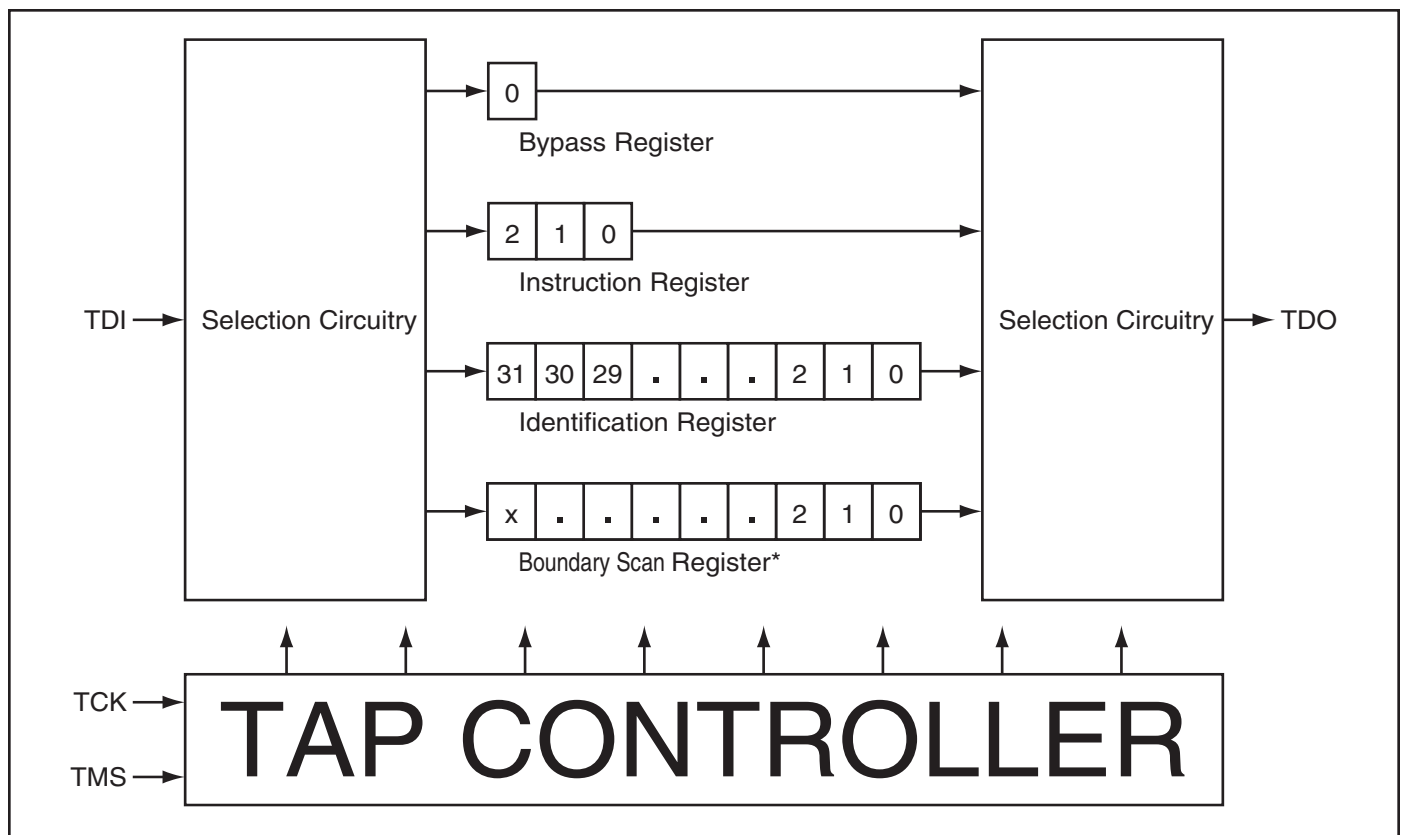 0
Bypass Register
2 1 0
Instruction Register
TDI
Selection Circuitry
Selection Circuitry
TDO
31 30 29 . . . 2 1 0
Identification Register
x . . . . . 2 1 0
Boundary Scan Register*
TCK
TMS
TAP CONTROLLER